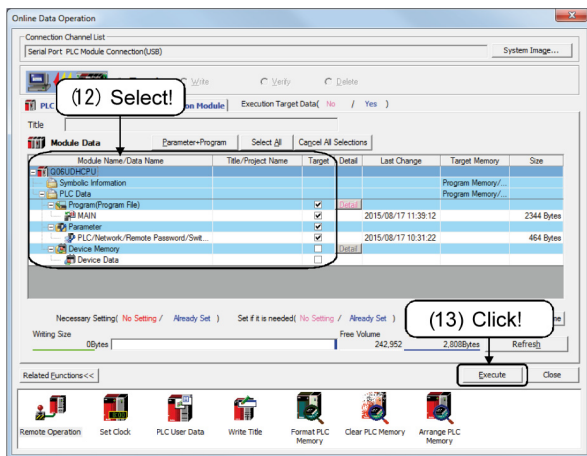 Online Data Operation
Connection Channel List
Serial Port PLC Module Connection(USB)
System Image...
Write
Verify
Delete
(12) Select!
PLC
Module
Execution Target Data( No / Yes )
Title
Module Data
Parameter+Program
Select All
Cancel All Selections
Module Name/Data Name
Title/Project Name
Target
Detail
Last Change
Target Memory
Size
Q06UDHCPU
Symbolic Information
Program Memory/...
PLC Data
Program Memory/...
Program(Program File)
Detail
MAIN
2015/08/17 11:39:12
2344 Bytes
Parameter
PLC/Network/Remote Password/Swit...
2015/08/17 10:31:22
464 Bytes
Device Memory
Detail
Device Data
Necessary Setting( No Setting / Already Set )
Set if it is needed( No Setting / Already Set )
(13) Click!
Writing Size
0Bytes
Free Volume
242,952
2,808Bytes
Refresh
Related Functions<<
Execute
Close
Remote Operation
Set Clock
PLC User Data
Write Title
Format PLC Memory
Clear PLC Memory
Arrange PLC Memory